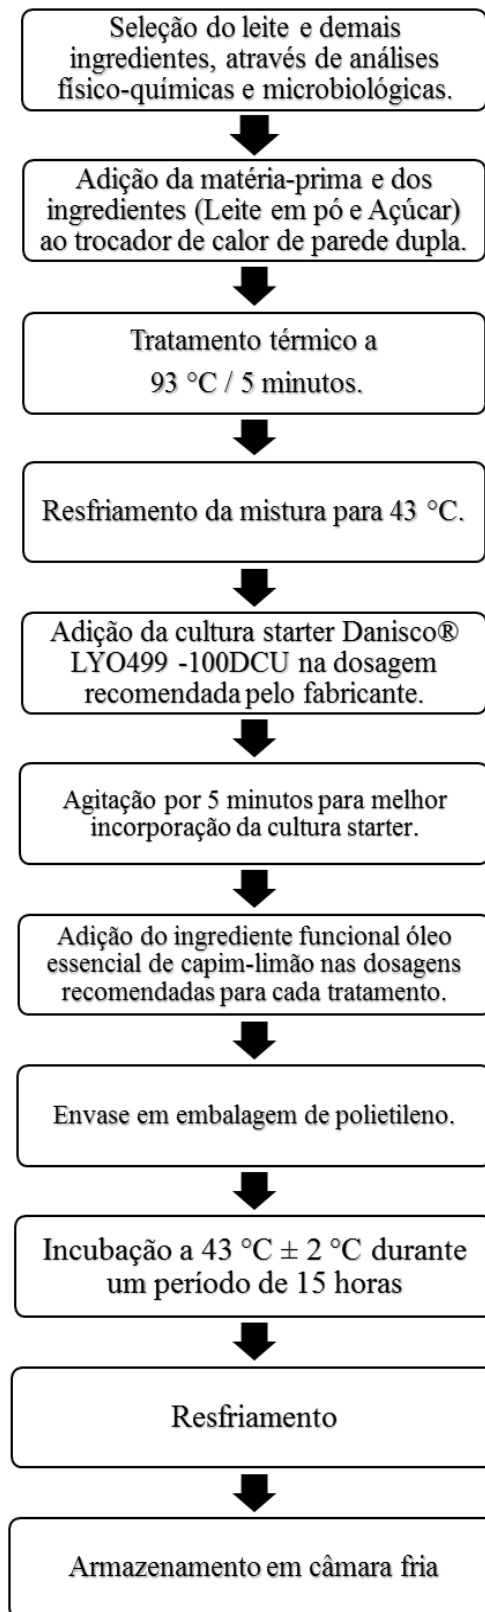 Seleção do leite e demais
ingredientes, através de análises
físico-químicas e microbiológicas.
Adição da matéria-prima e dos
ingredientes (Leite em pó e Açúcar)
ao trocador de calor de parede dupla.
Tratamento térmico a
93 °C / 5 minutos.
Resfriamento da mistura para 43 °C.
Adição da cultura starter Danisco®
LYO499 -100DCU na dosagem
recomendada pelo fabricante.
Agitação por 5 minutos para melhor
incorporação da cultura starter.
Adição do ingrediente funcional óleo
essencial de capim-limão nas dosagens
recomendadas para cada tratamento.
Envase em embalagem de polietileno.
Incubação a 43 °C ± 2 °C durante
um período de 15 horas
Resfriamento
Armazenamento em câmara fria